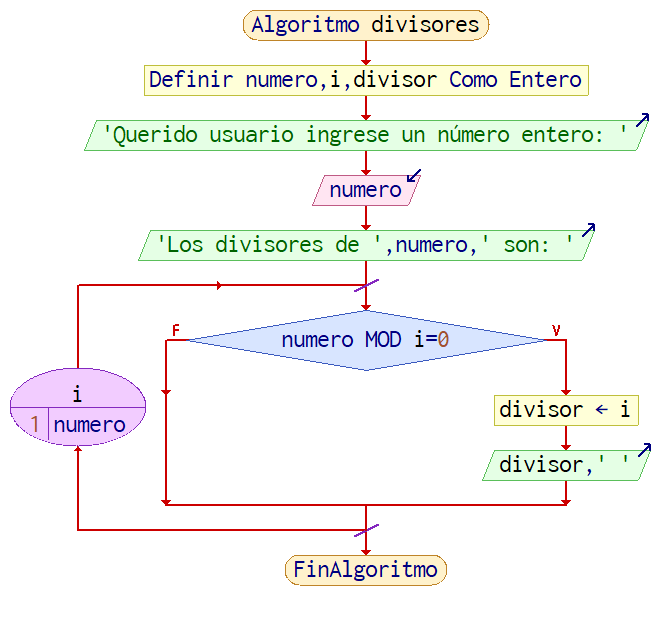 Algoritmo divisores
Definir numero,i,divisor Como Entero
'Querido usuario ingrese un número entero: '
numero
'Los divisores de ',numero,' son: '
F
numero MOD i=0
V
i
1 numero
divisor ← i
divisor,' '
FinAlgoritmo